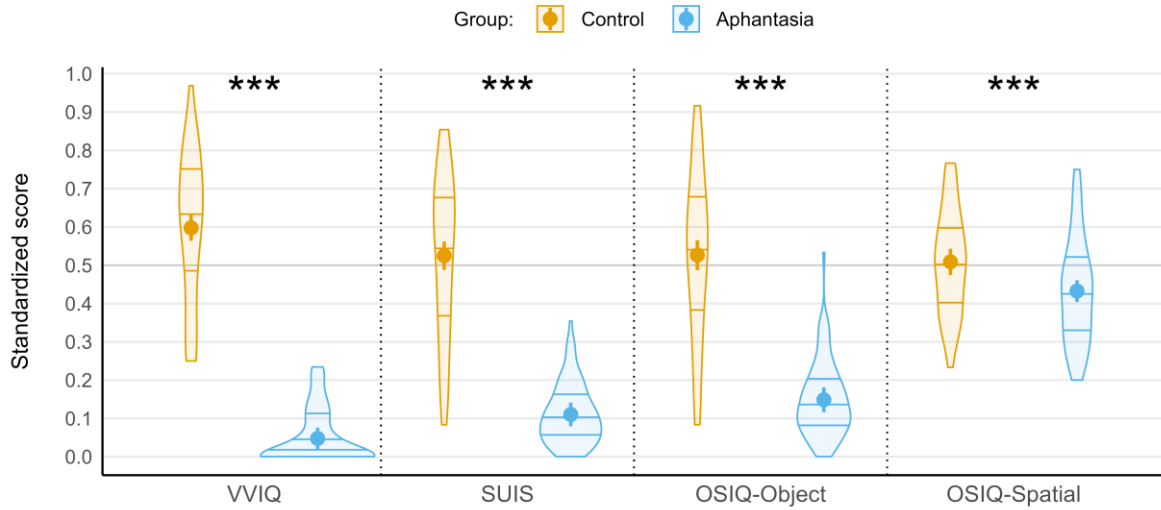 Group: Control Aphantasia
Standardized score
1.0
0.9
0.8
0.7
0.6
0.5
0.4
0.3
0.2
0.1
0.0
*** *** *** ***
VVIQ SUIS OSIQ-Object OSIQ-Spatial